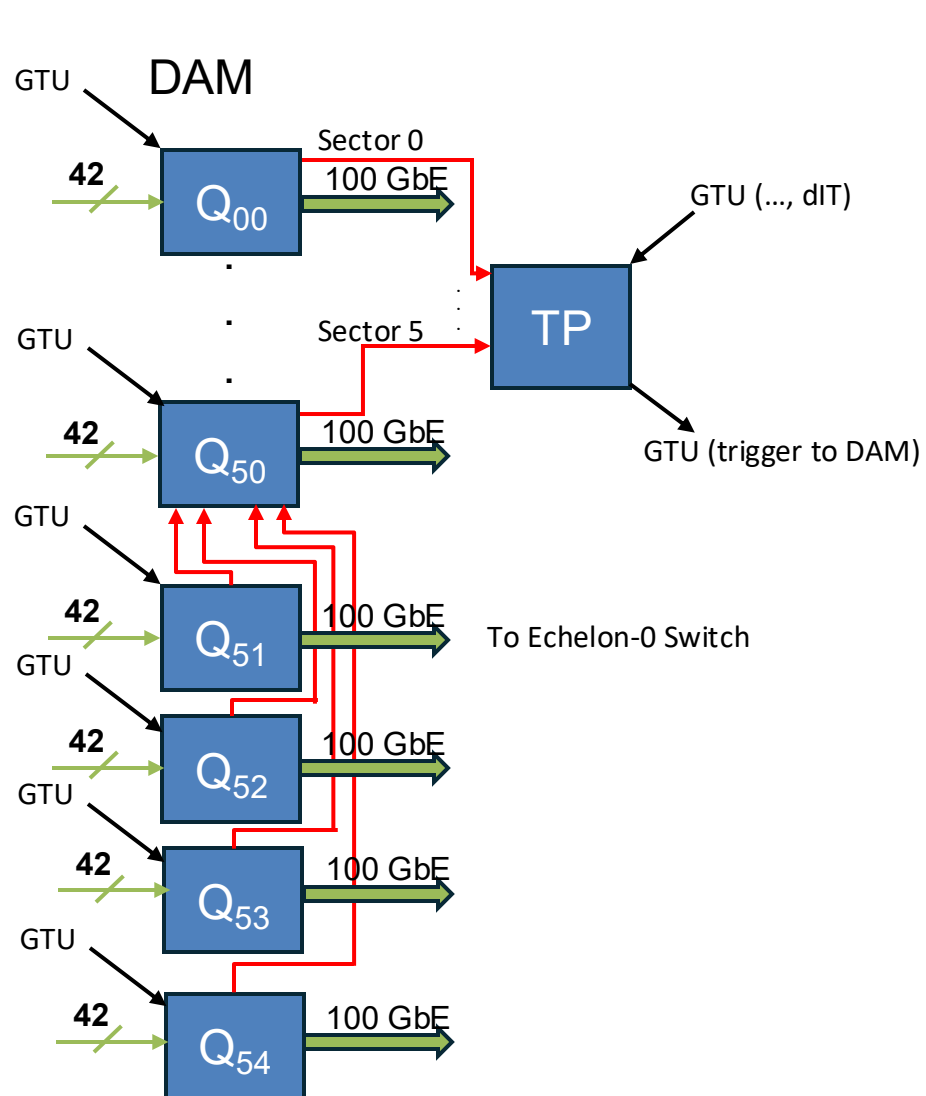 DAM
GTU
Sector 0
42
100 GbE
Q00
GTU (…, dIT)
TP
GTU
Sector 5
42
100 GbE
Q50
GTU (trigger to DAM)
GTU
42
100 GbE
Q51
To Echelon-0 Switch
GTU
42
100 GbE
Q52
GTU
42
100 GbE
Q53
GTU
42
100 GbE
Q54